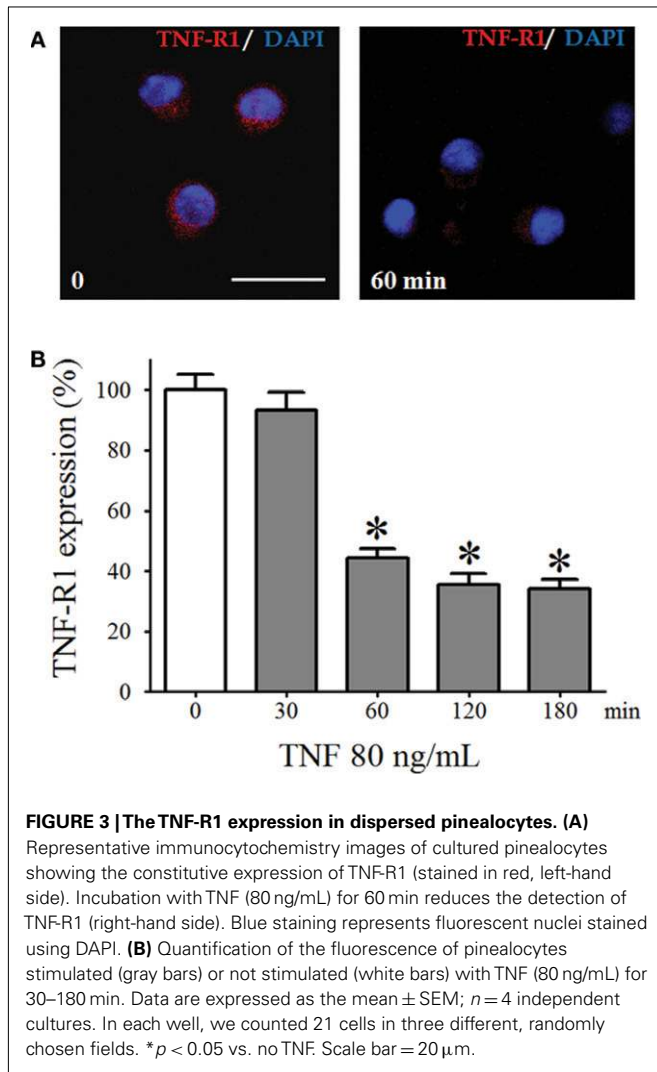 A
TNF-R1/ DAPI
TNF-R1/ DAPI
0
60 min
B
TNF-R1 expression (%)
100
80
60
40
20
0
* * *
0 30 60 120 180 min
TNF 80 ng/mL
FIGURE 3 | The TNF-R1 expression in dispersed pinealocytes. (A)
Representative immunocytochemistry images of cultured pinealocytes
showing the constitutive expression of TNF-R1 (stained in red, left-hand
side). Incubation with TNF (80 ng/mL) for 60 min reduces the detection of
TNF-R1 (right-hand side). Blue staining represents fluorescent nuclei stained
using DAPI. (B) Quantification of the fluorescence of pinealocytes
stimulated (gray bars) or not stimulated (white bars) with TNF (80 ng/mL) for
30–180 min. Data are expressed as the mean ± SEM; n = 4 independent
cultures. In each well, we counted 21 cells in three different, randomly
chosen fields. *p < 0.05 vs. no TNF. Scale bar = 20 μm.